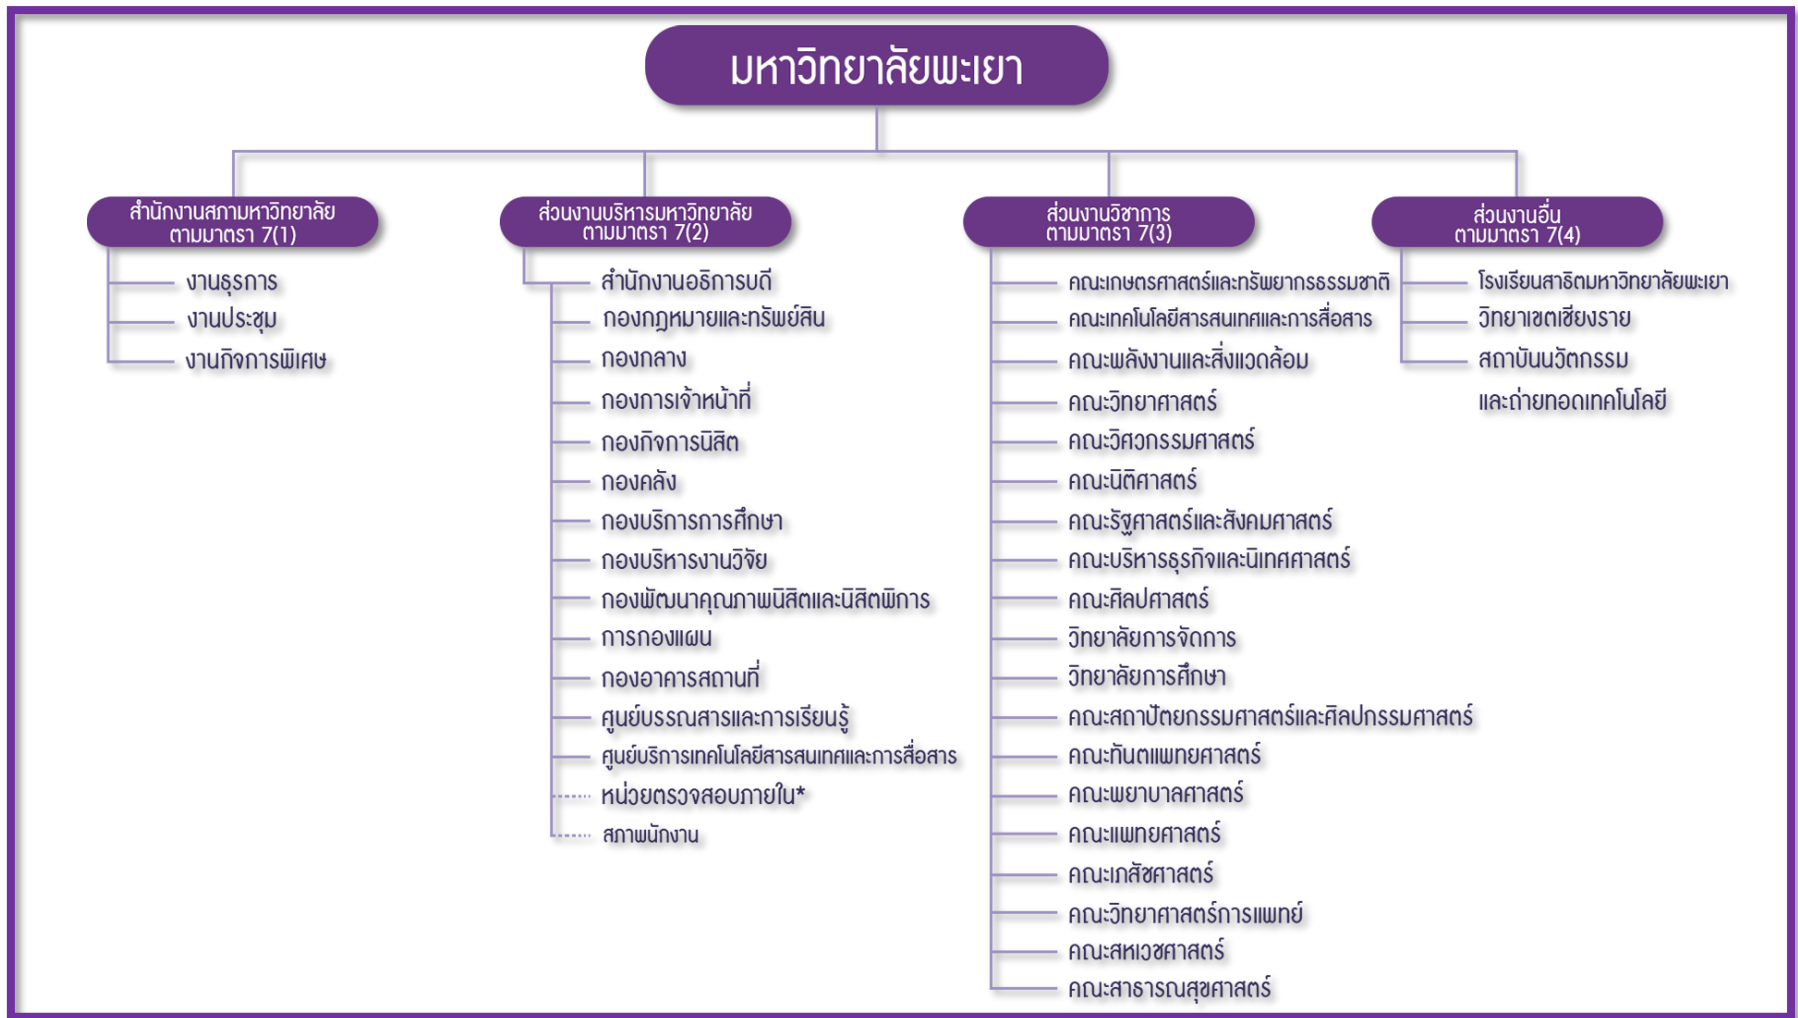 มหาวิทยาลัยพะเยา
สำนักงานสภามหาวิทยาลัย
ตามมาตรา 7(1)
งานธุรการ
งานประชุม
งานกิจการพิเศษ
ส่วนงานบริหารมหาวิทยาลัย
ตามมาตรา 7(2)
สำนักงานอธิการบดี
กองกฎหมายและทรัพย์สิน
กองกลาง
กองการเจ้าหน้าที่
กองกิจการนิสิต
กองคลัง
กองบริการการศึกษา
กองบริหารงานวิจัย
กองพัฒนาคุณภาพนิสิตและนิสิตพิการ
การกองแผน
กองอาคารสถานที่
ศูนย์บรรณสารและการเรียนรู้
ศูนย์บริการเทคโนโลยีสารสนเทศและการสื่อสาร
หน่วยตรวจสอบภายใน*
สภาพนักงาน
ส่วนงานวิชาการ
ตามมาตรา 7(3)
คณะเกษตรศาสตร์และทรัพยากรธรรมชาติ
คณะเทคโนโลยีสารสนเทศและการสื่อสาร
คณะพลังงานและสิ่งแวดล้อม
คณะวิทยาศาสตร์
คณะวิศวกรรมศาสตร์
คณะนิติศาสตร์
คณะรัฐศาสตร์และสังคมศาสตร์
คณะบริหารธุรกิจและนิเทศศาสตร์
คณะศิลปศาสตร์
วิทยาลัยการจัดการ
วิทยาลัยการศึกษา
คณะสถาปัตยกรรมศาสตร์และศิลปกรรมศาสตร์
คณะทันตแพทยศาสตร์
คณะพยาบาลศาสตร์
คณะแพทยศาสตร์
คณะเภสัชศาสตร์
คณะวิทยาศาสตร์การแพทย์
คณะสหเวชศาสตร์
คณะสาธารณสุขศาสตร์
ส่วนงานอื่น
ตามมาตรา 7(4)
โรงเรียนสาธิตมหาวิทยาลัยพะเยา
วิทยาเขตเชียงราย
สถาบันนวัตกรรม
และถ่ายทอดเทคโนโลยี